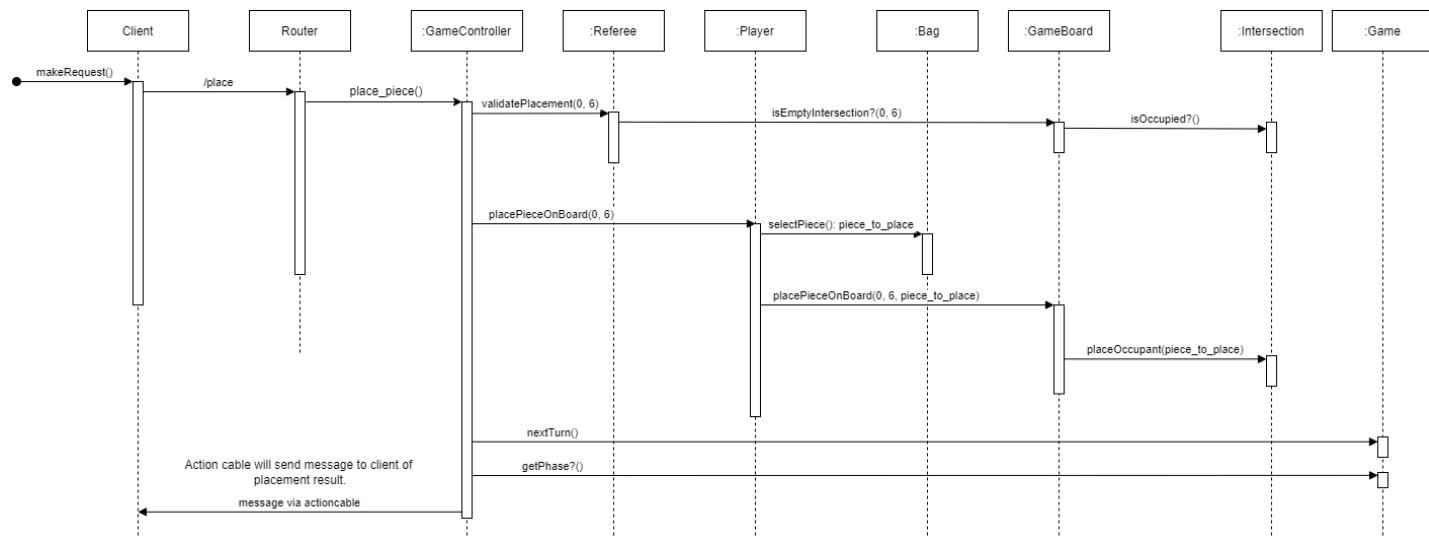 Client
Router
:GameController
:Referee
:Player
:Bag
:GameBoard
:Intersection
:Game
makeRequest()
/place
place_piece()
validatePlacement(0, 6)
isEmptyIntersection?(0, 6)
isOccupied?()
placePieceOnBoard(0, 6)
selectPiece(): piece_to_place
placePieceOnBoard(0, 6, piece_to_place)
placeOccupant(piece_to_place)
nextTurn()
Action cable will send message to client of
placement result.
getPhase?()
message via actioncable